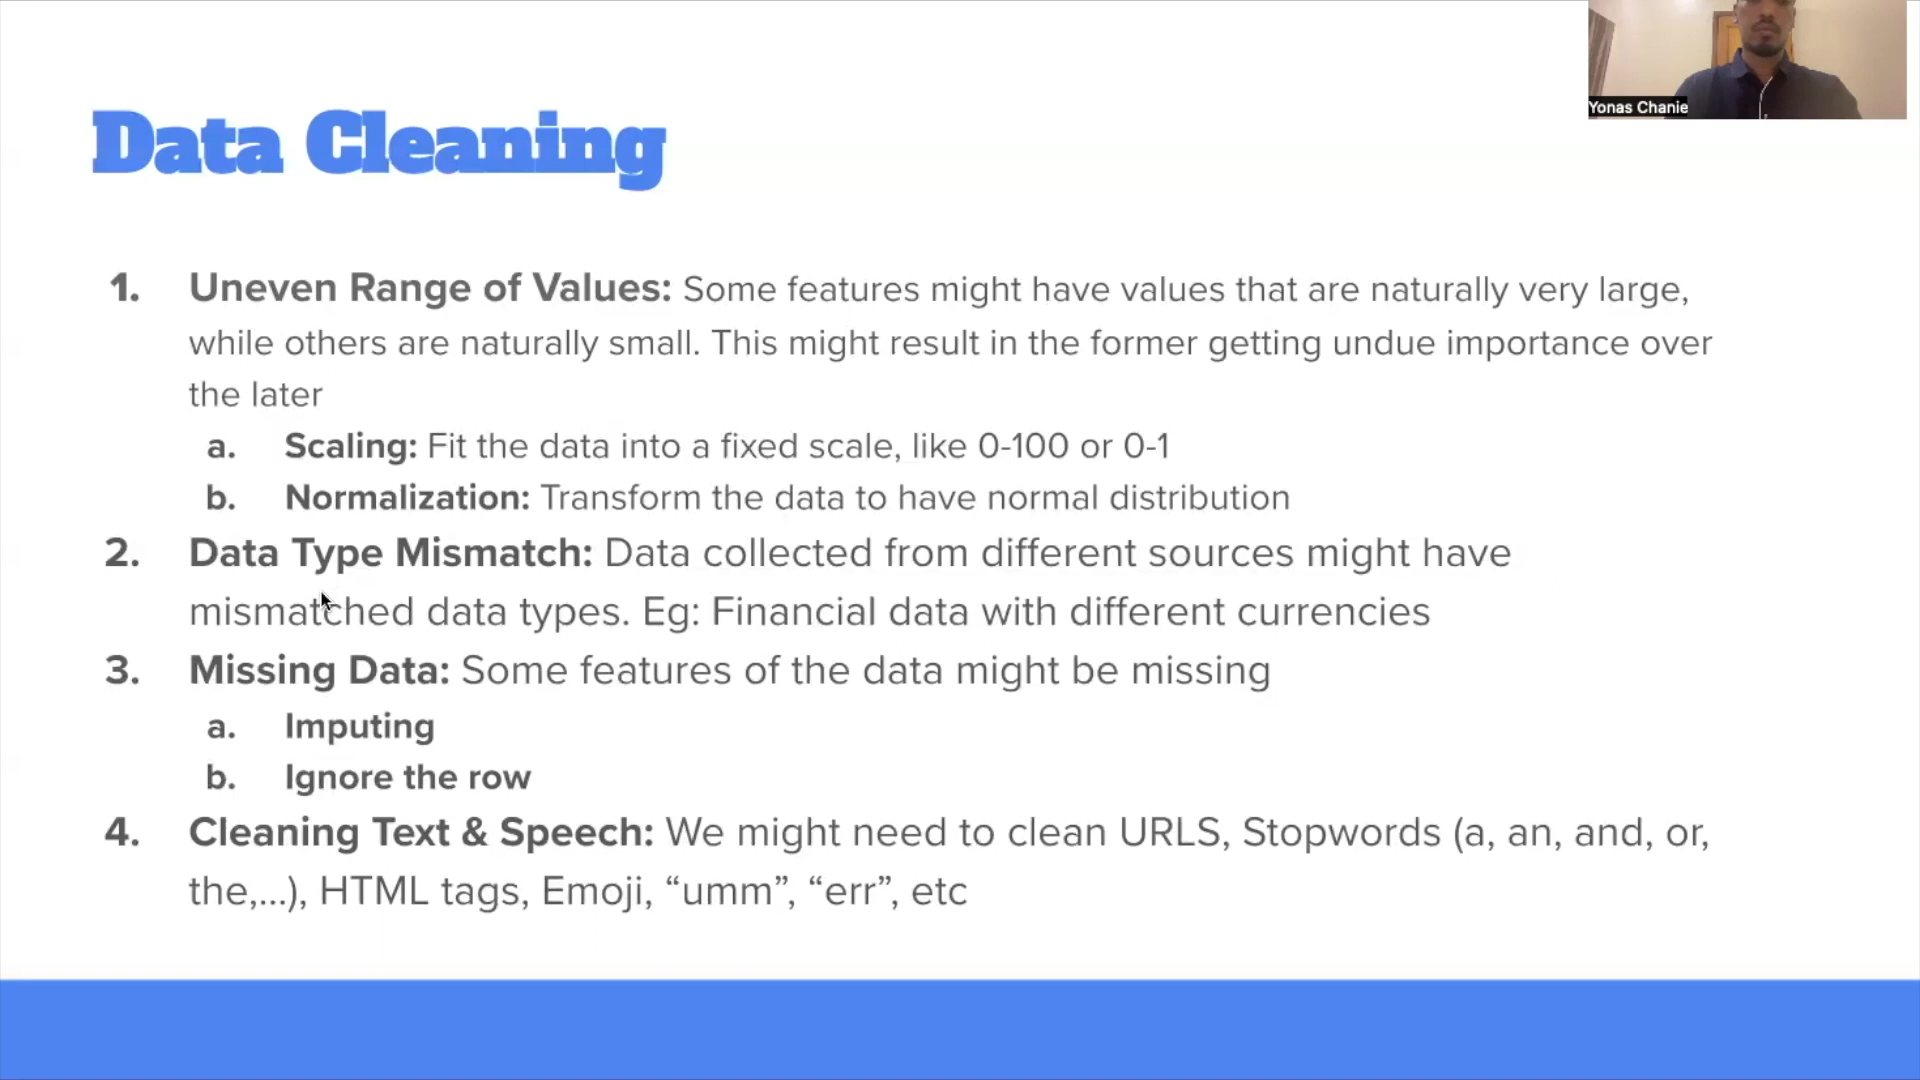 Yonas Chanie
Data Cleaning
1. Uneven Range of Values: Some features might have values that are naturally very large,
while others are naturally small. This might result in the former getting undue importance over
the later
a. Scaling: Fit the data into a fixed scale, like 0-100 or 0-1
b. Normalization: Transform the data to have normal distribution
2. Data Type Mismatch: Data collected from different sources might have
mismatched data types. Eg: Financial data with different currencies
3. Missing Data: Some features of the data might be missing
a. Imputing
b. Ignore the row
4. Cleaning Text & Speech: We might need to clean URLS, Stopwords (a, an, and, or,
the,...), HTML tags, Emoji, “umm”, “err”, etc